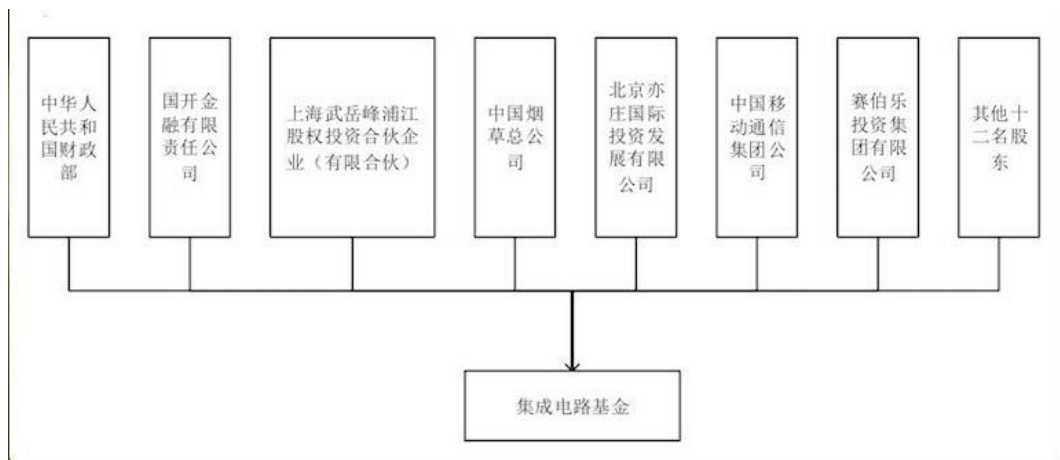 中华人
民共和
国财政
部
国开金
融有限
责任公
司
上海武岳峰浦江
股权投资合伙企
业（有限合伙）
中国烟
草总公
司
北京亦
庄国际
投资发
展有限
公司
中国移
动通信
集团公
司
赛伯乐
投资集
团有限
公司
其他十
二名股
东
集成电路基金